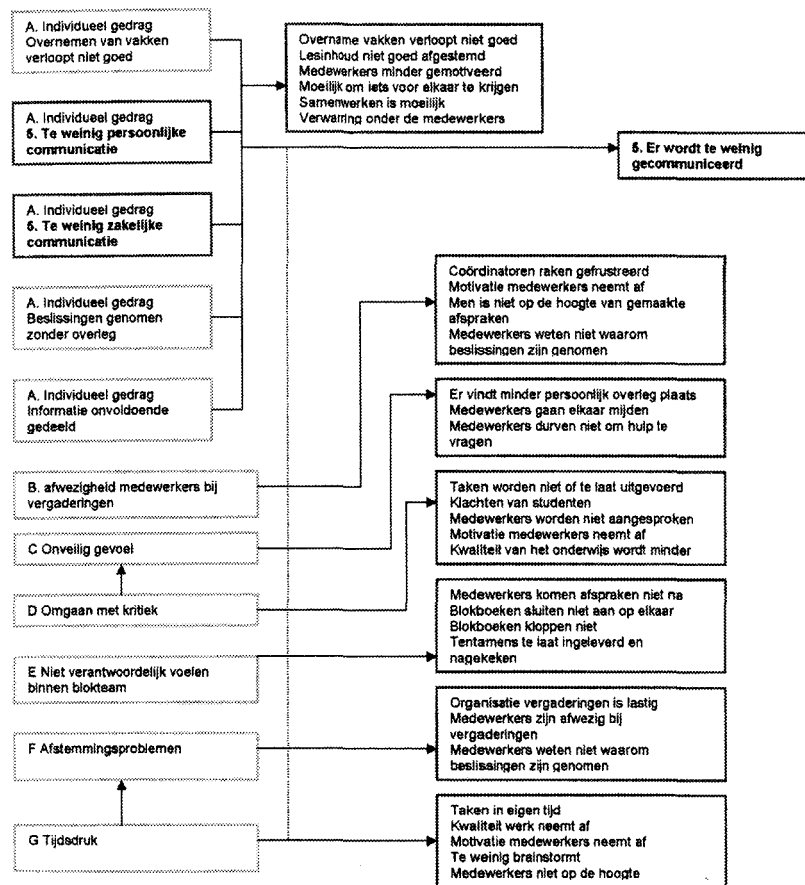 A. Individueel gedrag
Overnemen van vakken
verloopt niet goed
Overname vakken verloopt niet goed
Lesinhoud niet goed afgestemd
Medewerkers minder gemotiveerd
Moeilijk om iets voor elkaar te krijgen
Samenwerken is moeilijk
Verwarring onder de medewerkers
A. Individueel gedrag
5. Te weinig persoonlijke
communicatie
5. Er wordt te weinig
gecommuniceerd
A. Individueel gedrag
5. Te weinig zakelijke
communicatie
A. Individueel gedrag
Beslissingen genomen
zonder overleg
Coördinatoren raken gefrustreerd
Motivatie medewerkers neemt af
Men is niet op de hoogte van gemaakte
afspraken
Medewerkers weten niet waarom
beslissingen zijn genomen
A. Individueel gedrag
Informatie onvoldoende
gedeeld
Er vindt minder persoonlijk overleg plaats
Medewerkers gaan elkaar mijden
Medewerkers durven niet om hulp te
vragen
B. afwezigheid medewerkers bij
vergaderingen
Taken worden niet of te laat uitgevoerd
Klachten van studenten
Medewerkers worden niet aangesproken
Motivatie medewerkers neemt af
Kwaliteit van het onderwijs wordt minder
C Onveilig gevoel
D Omgaan met kritiek
Medewerkers komen afspraken niet na
Blokboeken sluiten niet aan op elkaar
Blokboeken kloppen niet
Tentamens te laat ingeleverd en
nagekeken
E Niet verantwoordelijk voelen
binnen blokteam
Organisatie vergaderingen is lastig
Medewerkers zijn afwezig bij
vergaderingen
Medewerkers weten niet waarom
beslissingen zijn genomen
F Afstemmingsproblemen
G Tijdsdruk
Taken in eigen tijd
Kwaliteit werk neemt af
Motivatie medewerkers neemt af
Te weinig brainstormt
Medewerkers niet op de hoogte